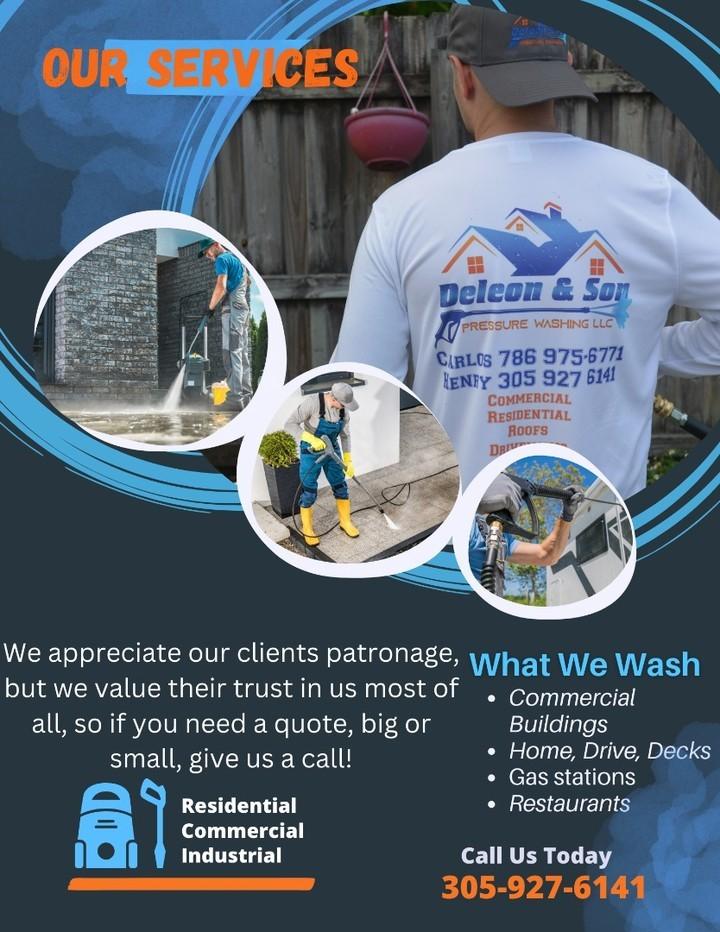 OUR SERVICES
Deleon & Son
PRESSURE WASHING LLC
CARLOS 786 975-6771
HENRY 305 927 6141
COMMERCIAL
RESIDENTIAL
ROOFS
We appreciate our clients patronage,
but we value their trust in us most of
all, so if you need a quote, big or
small, give us a call!
Residential
Commercial
Industrial
What We Wash
• Commercial
Buildings
• Home, Drive, Decks
• Gas stations
• Restaurants
Call Us Today
305-927-6141